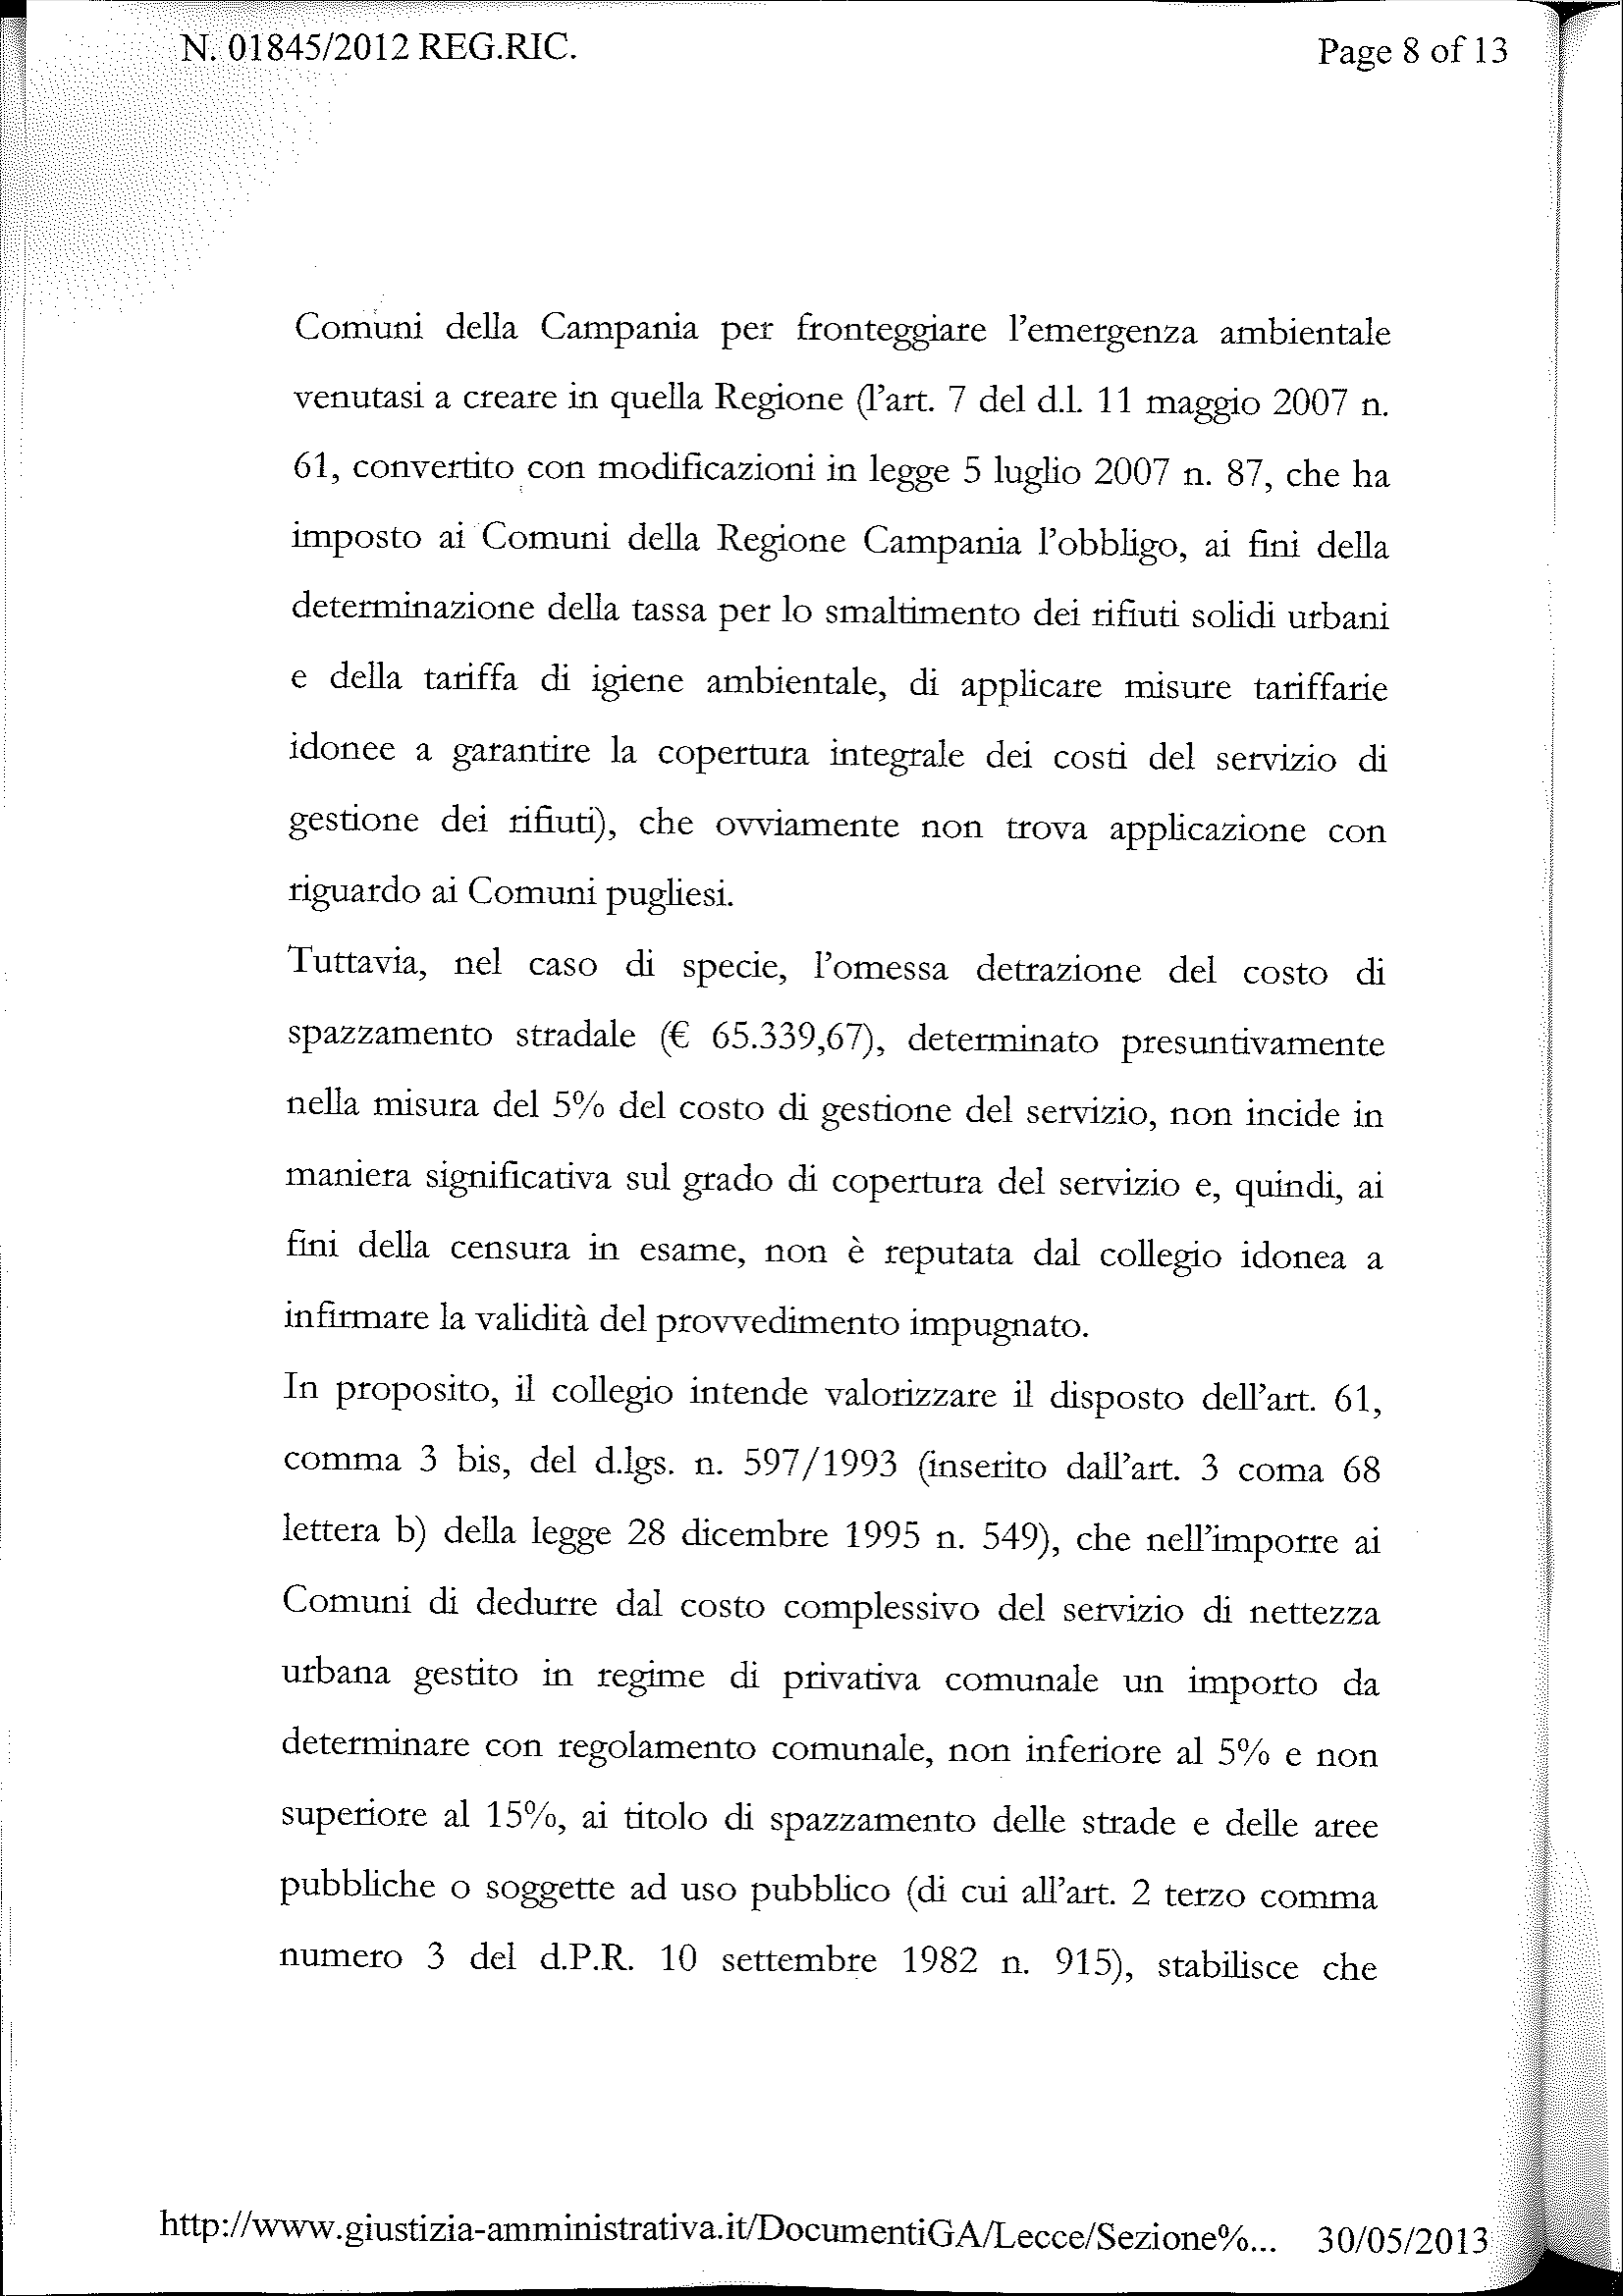 N. 01845/2012 REG.RIC.
Page 8 of 13
Comuni della Campania per fronteggiare l'emergenza ambientale
venutasi a creare in quella Regione (l'art. 7 del d.l. 11 maggio 2007 n.
61, convertito con modificazioni in legge 5 luglio 2007 n. 87, che ha
imposto ai Comuni della Regione Campania l'obbligo, ai fini della
determinazione della tassa per lo smaltimento dei rifiuti solidi urbani
e della tariffa di igiene ambientale, di applicare misure tariffarie
idonee a garantire la copertura integrale dei costi del servizio di
gestione dei rifiuti), che ovviamente non trova applicazione con
riguardo ai Comuni pugliesi.
Tuttavia, nel caso di specie, l'omessa detrazione del costo di
spazzamento stradale (€ 65.339,67), determinato presuntivamente
nella misura del 5% del costo di gestione del servizio, non incide in
maniera significativa sul grado di copertura del servizio e, quindi, ai
fini della censura in esame, non è reputata dal collegio idonea a
infirmare la validità del provvedimento impugnato.
In proposito, il collegio intende valorizzare il disposto dell'art. 61,
comma 3 bis, del d.lgs. n. 597/1993 (inserito dall'art. 3 coma 68
lettera b) della legge 28 dicembre 1995 n. 549), che nell'imporre ai
Comuni di dedurre dal costo complessivo del servizio di nettezza
urbana gestito in regime di privativa comunale un importo da
determinare con regolamento comunale, non inferiore al 5% e non
superiore al 15%, ai titolo di spazzamento delle strade e delle aree
pubbliche o soggette ad uso pubblico (di cui all'art. 2 terzo comma
numero 3 del d.P.R. 10 settembre 1982 n. 915), stabilisce che
http://www.giustizia-amministrativa.it/DocumentiGA/Lecce/Sezione%... 30/05/2013